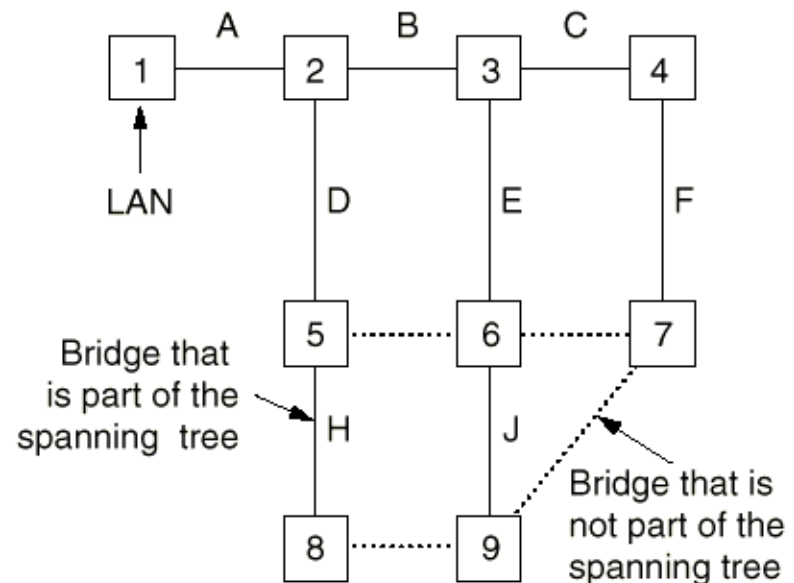 A B C
1 2 3 4
LAN
D E F
5 6 7
Bridge that
is part of the
spanning tree
H J
Bridge that is
not part of the
spanning tree
8 9